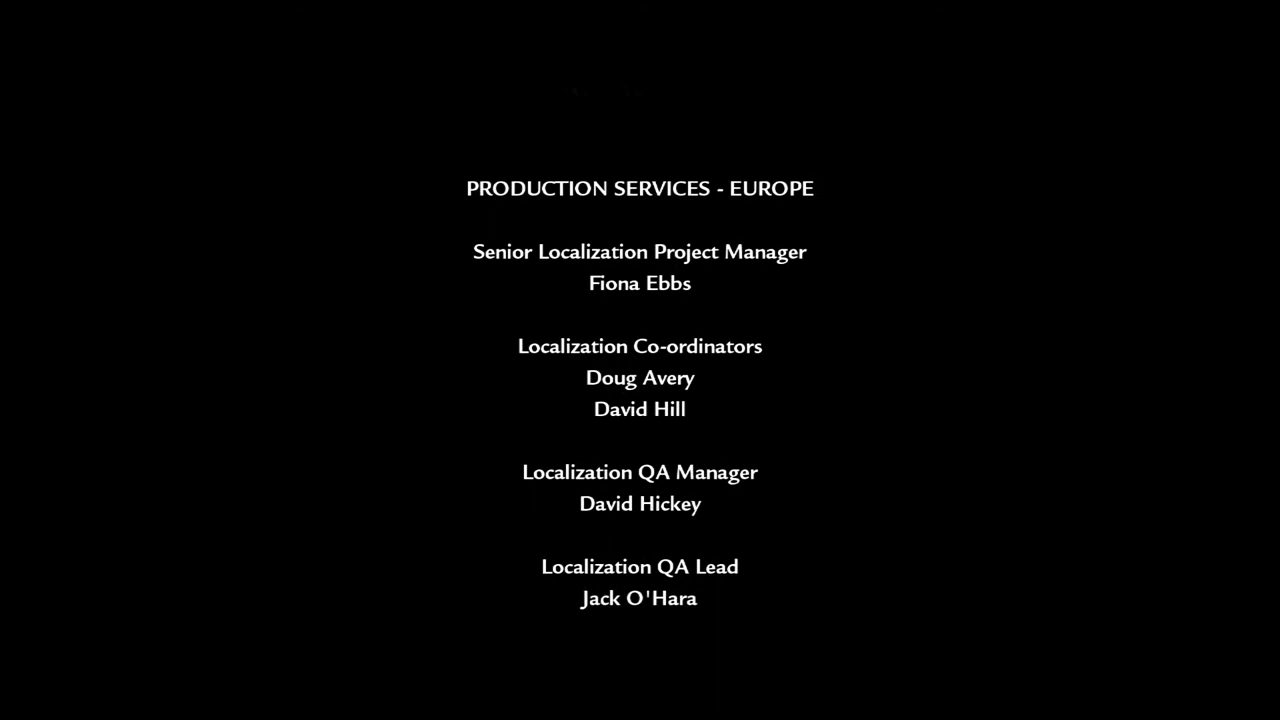 PRODUCTION SERVICES - EUROPE
Senior Localization Project Manager
Fiona Ebbs
Localization Co-ordinators
Doug Avery
David Hill
Localization QA Manager
David Hickey
Localization QA Lead
Jack O'Hara